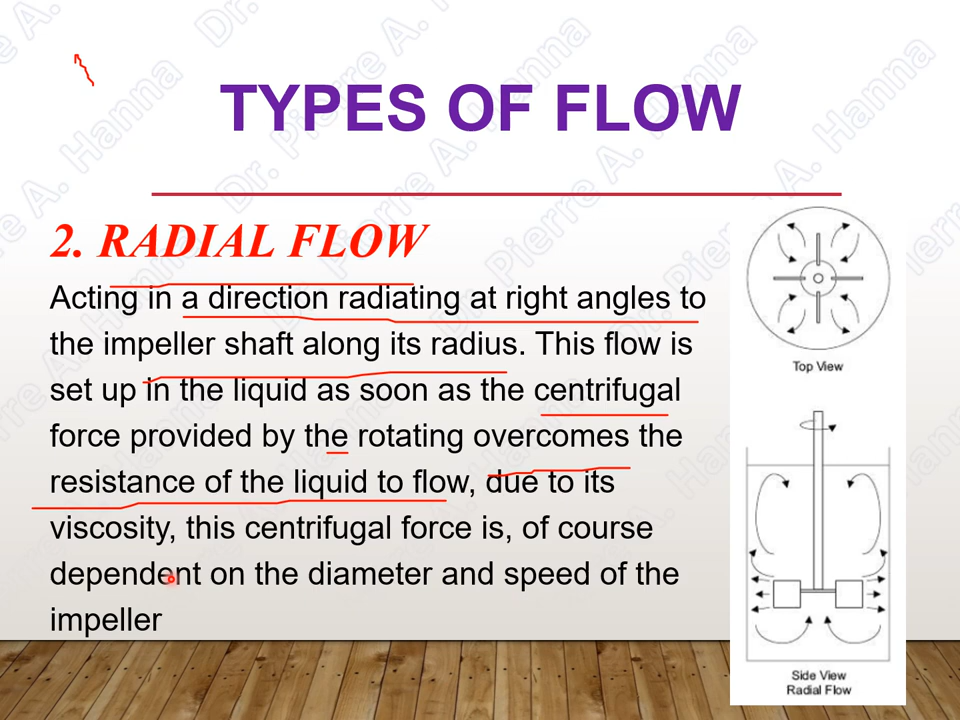 TYPES OF FLOW
2. RADIAL FLOW
Acting in a direction radiating at right angles to
the impeller shaft along its radius. This flow is
set up in the liquid as soon as the centrifugal
force provided by the rotating overcomes the
resistance of the liquid to flow, due to its
viscosity, this centrifugal force is, of course
dependent on the diameter and speed of the
impeller
Top View
Side View
Radial Flow
Dr. Pierre A. Hanna